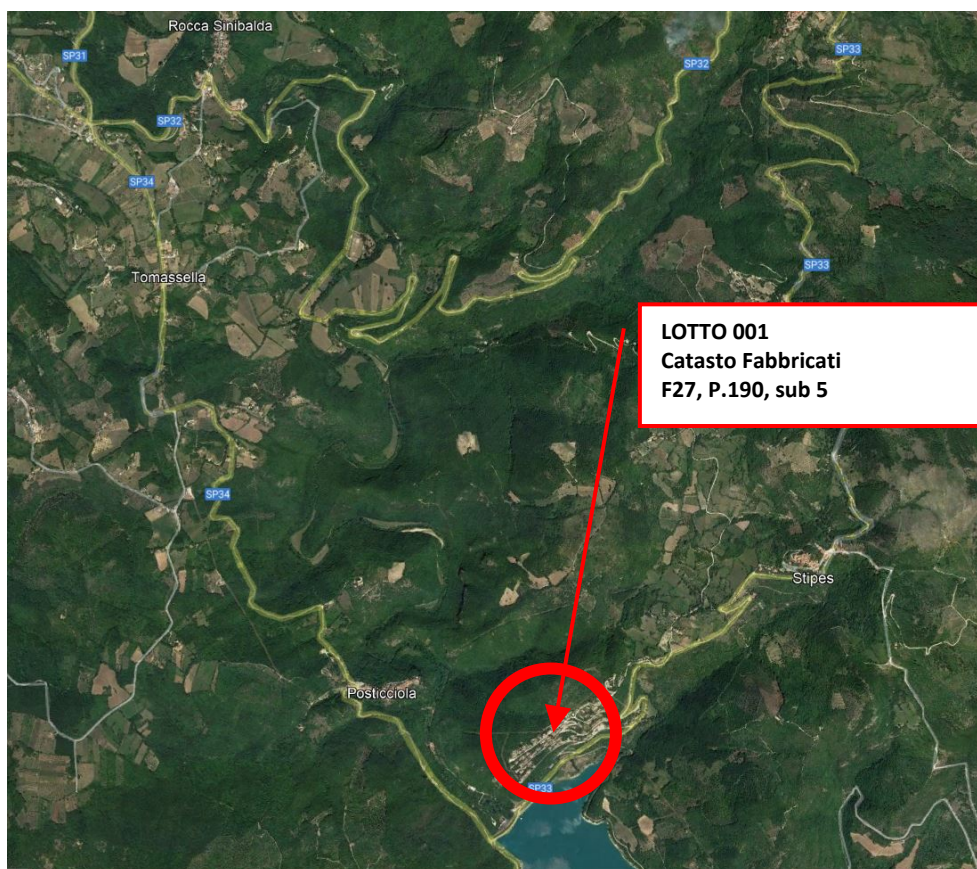 Rocca Sinibalda
SP31
SP33
SP32
SP32
SP34
SP33
Tomassella
LOTTO 001
Catasto Fabbricati
F27, P.190, sub 5
SP34
Stipes
Posticciola
SP33